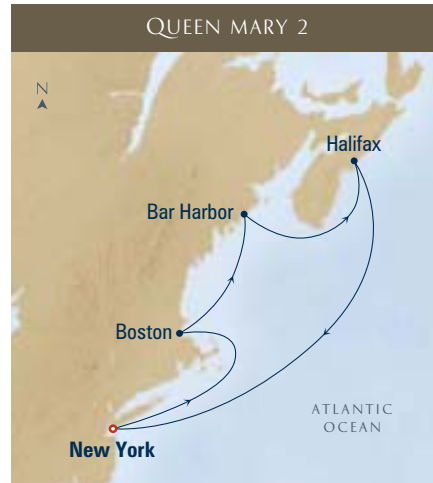 QUEEN MARY 2
N
Halifax
Bar Harbor
Boston
ATLANTIC
OCEAN
New York